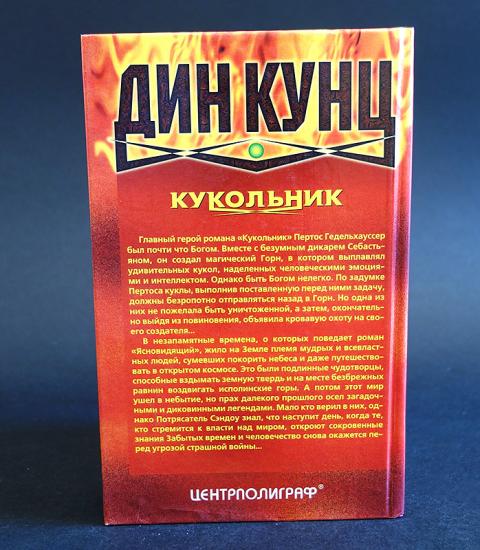 ДИН КУНЦ
КУКОЛЬНИК
Главный герой романа «Кукольник» Пертос Гедельхауссер
был почти что Богом. Вместе с безумным дикарем Себасть-
яном, он создал магический Горн, в котором выплавлял
удивительных кукол, наделенных человеческими эмоция-
ми и интеллектом. Однако быть Богом нелегко. По задумке
Пертоса куклы, выполнив поставленную перед ними задачу,
должны безропотно отправляться назад в Горн. Но одна из
них не пожелала быть уничтоженной, а затем, окончатель-
но выйдя из повиновения, объявила кровавую охоту на сво-
его создателя...
В незапамятные времена, о которых поведает роман
«Ясновидящий», жило на Земле племя мудрых и всевласт-
ных людей, сумевших покорить небеса и даже путешество-
вать в открытом космосе. Это были подлинные чудотворцы,
способные вздымать земную твердь и на месте безбрежных
равнин воздвигать исполинские горы. А потом этот мир
ушел в небытие, но прах далекого прошлого осел загадоч-
ными и диковинными легендами. Мало кто верил в них, од-
нако Потрясатель Сэндоу знал, что наступит день, когда те,
кто стремится к власти над миром, откроют сокровенные
знания Забытых времен и человечество снова окажется пе-
ред угрозой страшной войны...
ЦЕНТРПОЛИГРАФ®